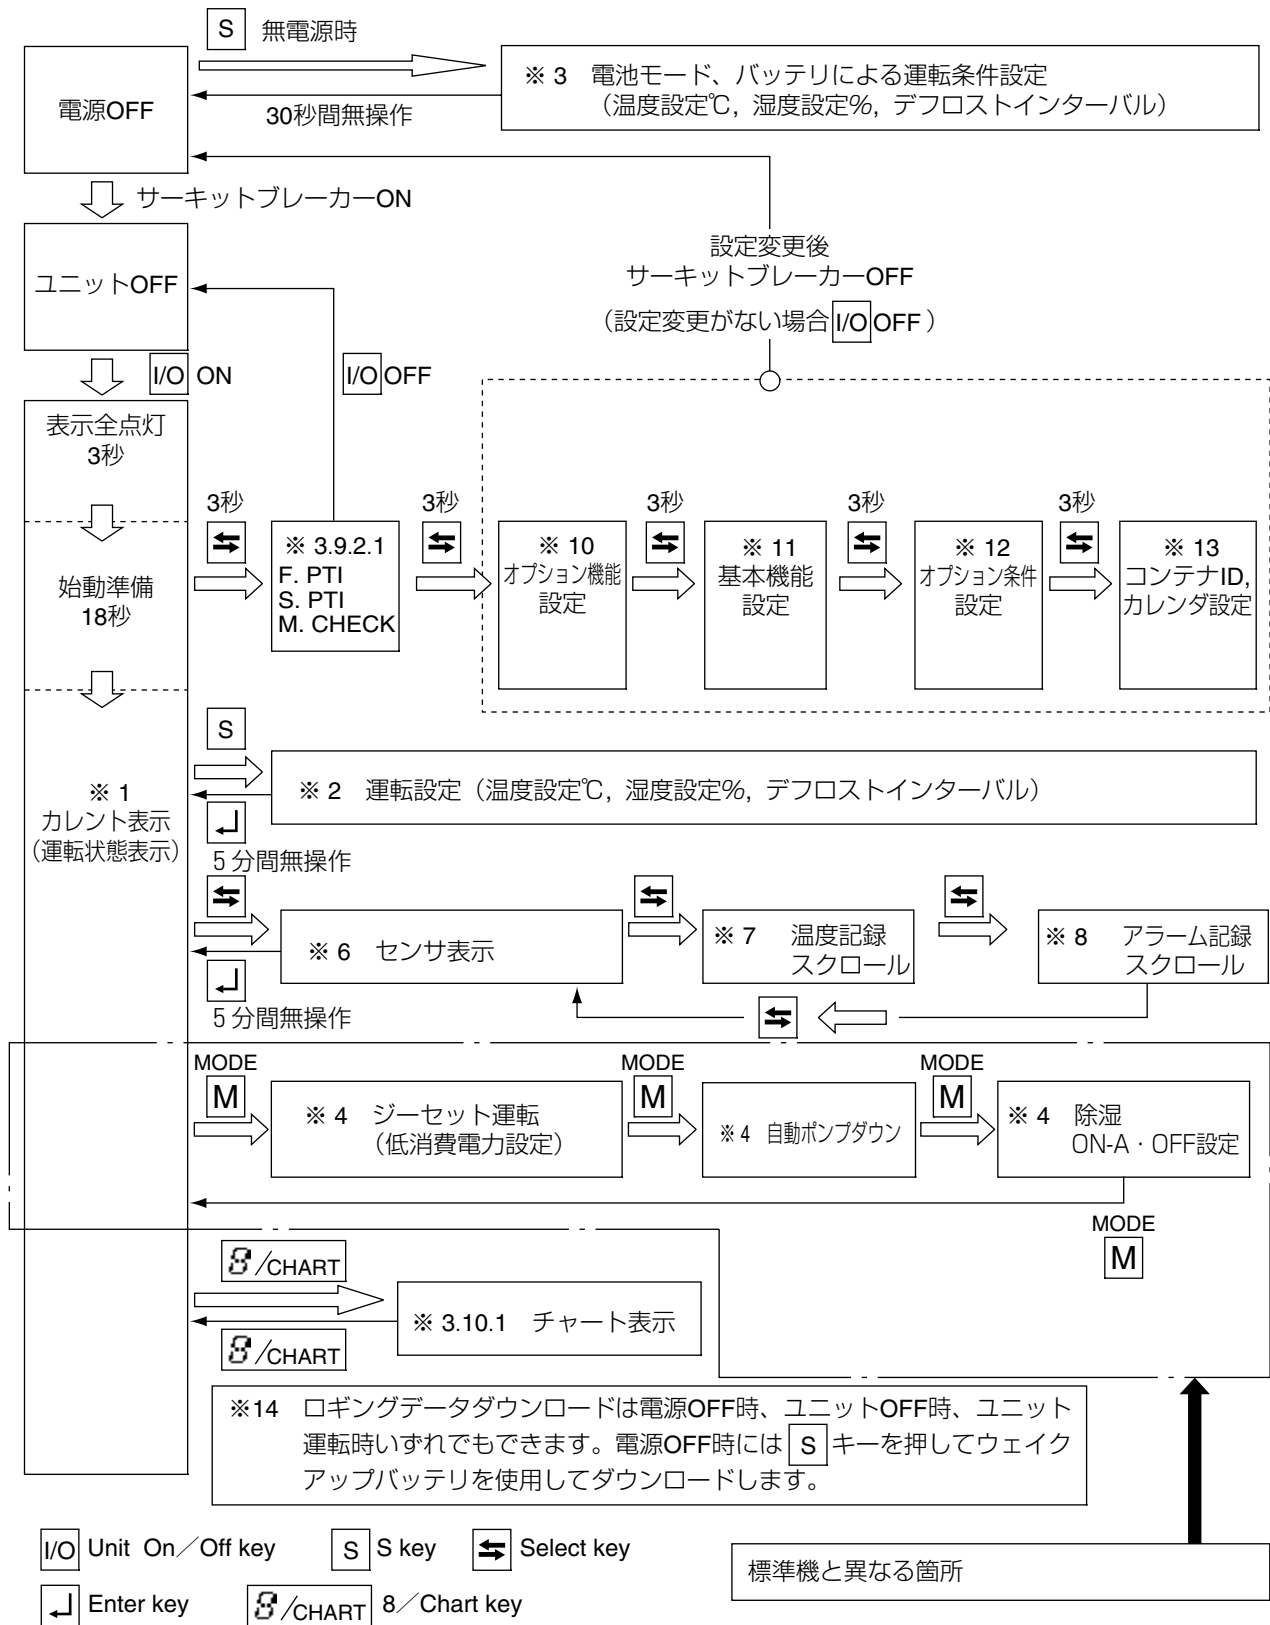 S 無電源時
電源OFF
※ 3 電池モード、バッテリによる運転条件設定
（温度設定℃, 湿度設定%, デフロストインターバル）
30秒間無操作
サーキットブレーカーON
ユニットOFF
設定変更後
サーキットブレーカーOFF
（設定変更がない場合 I/O OFF ）
I/O ON
I/O OFF
表示全点灯
3秒
始動準備
18秒
3秒
※ 3.9.2.1
F. PTI
S. PTI
M. CHECK
3秒
※ 10
オプション機能
設定
3秒
※ 11
基本機能
設定
3秒
※ 12
オプション条件
設定
3秒
※ 13
コンテナID,
カレンダ設定
※ 1
カレント表示
（運転状態表示）
S
※ 2 運転設定（温度設定℃, 湿度設定%, デフロストインターバル）
5分間無操作
※ 6 センサ表示
※ 7 温度記録
スクロール
※ 8 アラーム記録
スクロール
5分間無操作
MODE
M
※ 4 ジーセット運転
（低消費電力設定）
MODE
M
※ 4 自動ポンプダウン
MODE
M
※ 4 除湿
ON-A・OFF設定
MODE
M
8/CHART
※ 3.10.1 チャート表示
8/CHART
※14 ロギングデータダウンロードは電源OFF時、ユニットOFF時、ユニット
運転時いずれでもできます。電源OFF時には S キーを押してウェイク
アップバッテリを使用してダウンロードします。
I/O Unit On／Off key
S S key
Select key
Enter key
8/CHART 8／Chart key
標準機と異なる箇所